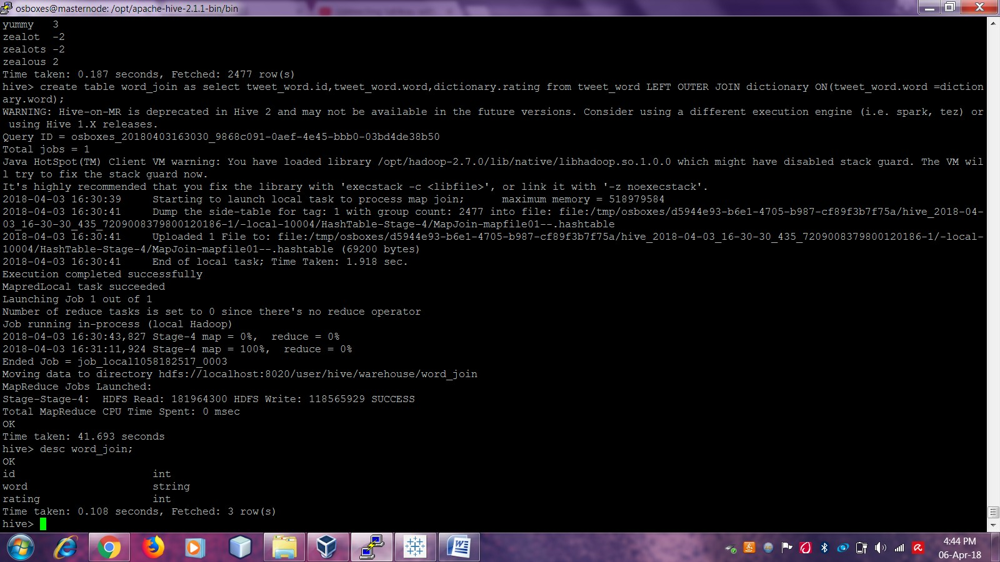 osboxes@masternode: /opt/apache-hive-2.1.1-bin/bin
yummy   3
zealot  -2
zealots -2
zealous 2
Time taken: 0.187 seconds, Fetched: 2477 row(s)
hive> create table word_join as select tweet_word.id,tweet_word.word,dictionary.rating from tweet_word LEFT OUTER JOIN dictionary ON(tweet_word.word =diction
ary.word);
WARNING: Hive-on-MR is deprecated in Hive 2 and may not be available in the future versions. Consider using a different execution engine (i.e. spark, tez) or
 using Hive 1.X releases.
Query ID = osboxes_20180403163030_9868c091-0aef-4e45-bbb0-03bd4de38b50
Total jobs = 1
Java HotSpot(TM) Client VM warning: You have loaded library /opt/hadoop-2.7.0/lib/native/libhadoop.so.1.0.0 which might have disabled stack guard. The VM wil
l try to fix the stack guard now.
It's highly recommended that you fix the library with 'execstack -c <libfile>', or link it with '-z noexecstack'.
2018-04-03 16:30:39     Starting to launch local task to process map join;      maximum memory = 518979584
2018-04-03 16:30:41     Dump the side-table for tag: 1 with group count: 2477 into file: file:/tmp/osboxes/d5944e93-b6e1-4705-b987-cf89f3b7f75a/hive_2018-04-
03_16-30-30_435_7209008379800120186-1/-local-10004/HashTable-Stage-4/MapJoin-mapfile01--.hashtable
2018-04-03 16:30:41     Uploaded 1 File to: file:/tmp/osboxes/d5944e93-b6e1-4705-b987-cf89f3b7f75a/hive_2018-04-03_16-30-30_435_7209008379800120186-1/-local-
10004/HashTable-Stage-4/MapJoin-mapfile01--.hashtable (69200 bytes)
2018-04-03 16:30:41     End of local task; Time Taken: 1.918 sec.
Execution completed successfully
MapredLocal task succeeded
Launching Job 1 out of 1
Number of reduce tasks is set to 0 since there's no reduce operator
Job running in-process (local Hadoop)
2018-04-03 16:30:43,827 Stage-4 map = 0%,  reduce = 0%
2018-04-03 16:31:11,924 Stage-4 map = 100%,  reduce = 0%
Ended Job = job_local1058182517_0003
Moving data to directory hdfs://localhost:8020/user/hive/warehouse/word_join
MapReduce Jobs Launched:
Stage-Stage-4:  HDFS Read: 181964300 HDFS Write: 118565929 SUCCESS
Total MapReduce CPU Time Spent: 0 msec
OK
Time taken: 41.693 seconds
hive> desc word_join;
OK
id                      int
word                    string
rating                  int
Time taken: 0.108 seconds, Fetched: 3 row(s)
hive>
4:44 PM
06-Apr-18